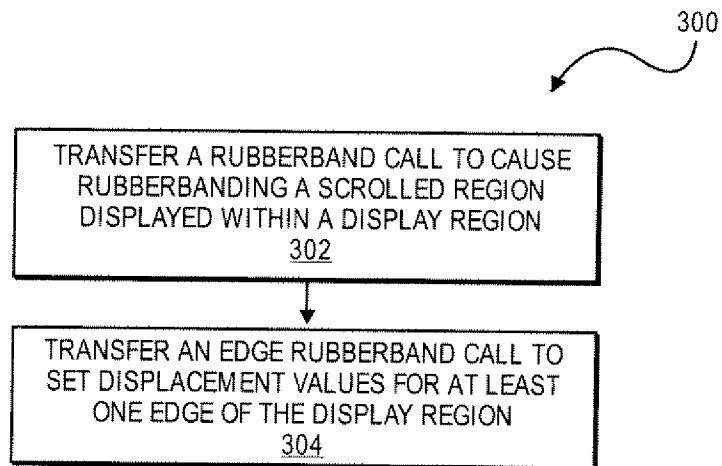 300
TRANSFER A RUBBERBAND CALL TO CAUSE
RUBBERBANDING A SCROLLED REGION
DISPLAYED WITHIN A DISPLAY REGION
302
TRANSFER AN EDGE RUBBERBAND CALL TO
SET DISPLACEMENT VALUES FOR AT LEAST
ONE EDGE OF THE DISPLAY REGION
304